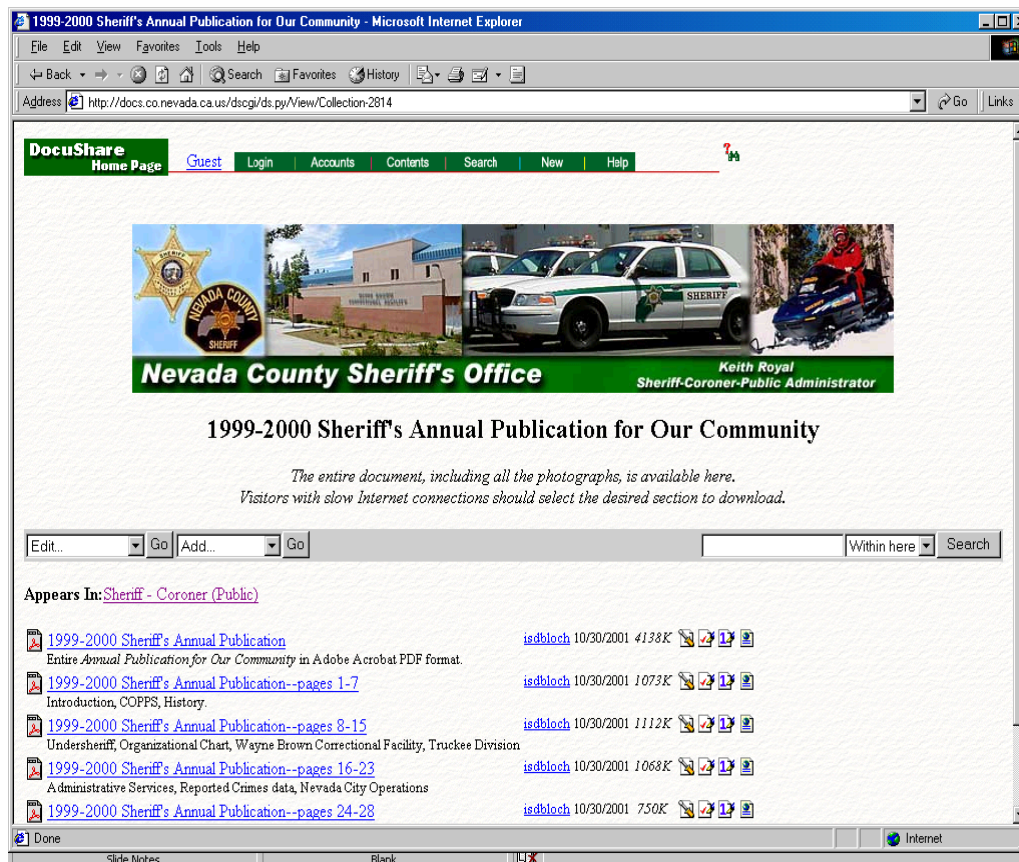 1999-2000 Sheriff's Annual Publication for Our Community - Microsoft Internet Explorer
File Edit View Favorites Tools Help
Back Search Favorites History
Address http://docs.co.nevada.ca.us/dscgi/ds.py/View/Collection-2814 Go Links
DocuShare
Home Page Guest Login | Accounts | Contents | Search | New | Help
SHERIFF
NEVADA COUNTY
SHERIFF
WAYNE BROWN
CORRECTIONAL FACILITY
SHERIFF
Nevada County Sheriff's Office
Keith Royal
Sheriff-Coroner-Public Administrator
1999-2000 Sheriff's Annual Publication for Our Community
The entire document, including all the photographs, is available here.
Visitors with slow Internet connections should select the desired section to download.
Edit... Go Add... Go Within here Search
Appears In: Sheriff - Coroner (Public)
1999-2000 Sheriff's Annual Publication isdbloch 10/30/2001 4138K
Entire Annual Publication for Our Community in Adobe Acrobat PDF format.
1999-2000 Sheriff's Annual Publication--pages 1-7 isdbloch 10/30/2001 1073K
Introduction, COPPS, History.
1999-2000 Sheriff's Annual Publication--pages 8-15 isdbloch 10/30/2001 1112K
Undersheriff, Organizational Chart, Wayne Brown Correctional Facility, Truckee Division
1999-2000 Sheriff's Annual Publication--pages 16-23 isdbloch 10/30/2001 1068K
Administrative Services, Reported Crimes data, Nevada City Operations
1999-2000 Sheriff's Annual Publication--pages 24-28 isdbloch 10/30/2001 750K
Done Internet
Slide Notes Blank